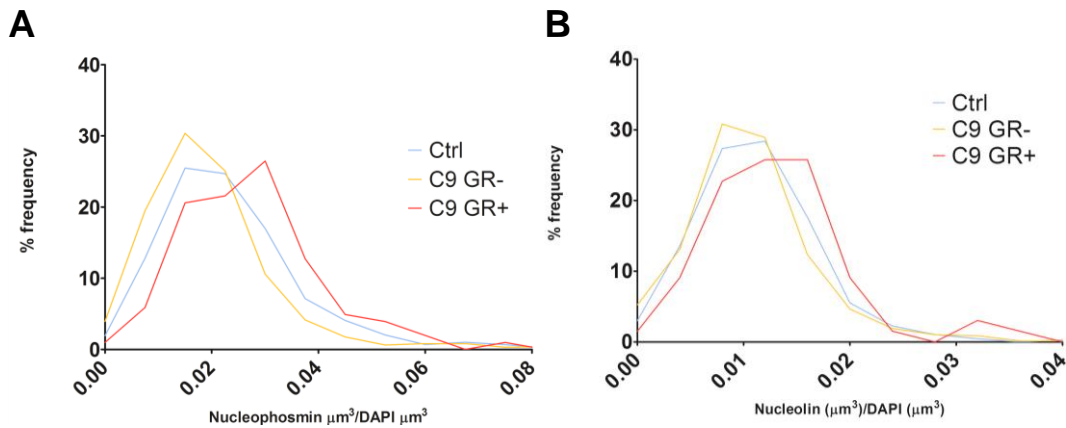 A
40
30
20
10
0
% frequency
0.00
0.02
0.04
0.06
0.08
Nucleophosmin μm³/DAPI μm³
Ctrl
C9 GR-
C9 GR+
B
40
30
20
10
0
% frequency
0.00
0.01
0.02
0.03
0.04
Nucleolin (μm³)/DAPI (μm³)
Ctrl
C9 GR-
C9 GR+